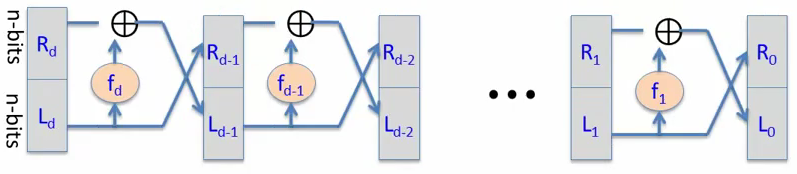 n-bits
n-bits
R_d
L_d
⊕
f_d
R_d-1
L_d-1
⊕
f_d-1
R_d-2
L_d-2
• • •
R_1
L_1
⊕
f_1
R_0
L_0